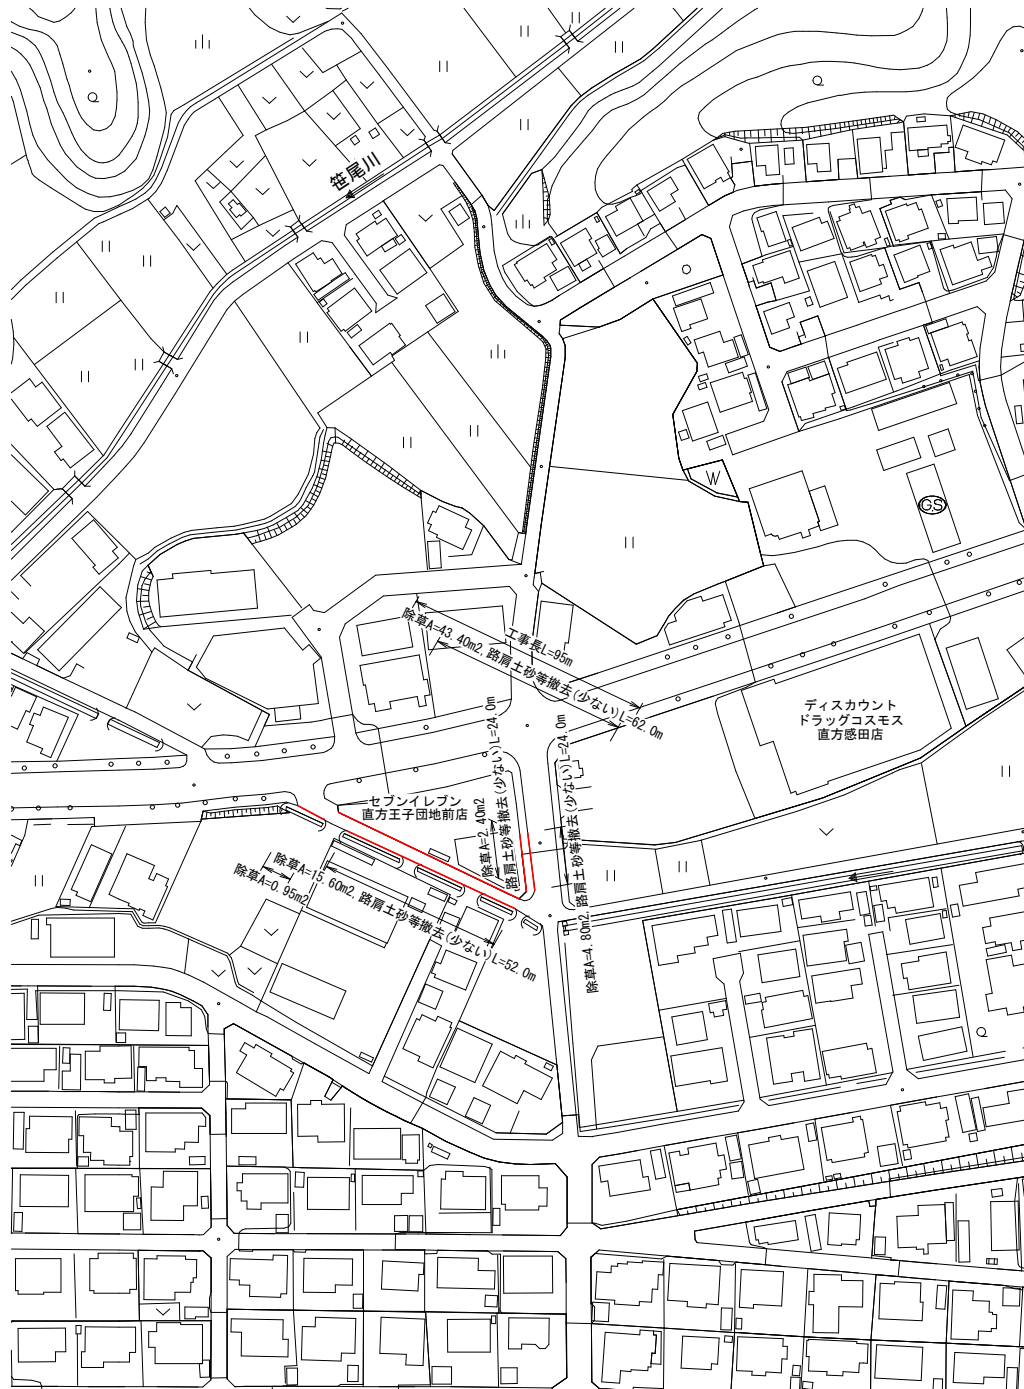 笹尾川
GS
工事長L=95m
除草A=43.40m2,路肩土砂等撤去(少ない)L=62.0m
ディスカウント
ドラッグコスモス
直方感田店
セブンイレブン
直方王子団地前店
除草A=2.40m2
路肩土砂等撤去(少ない)L=24.0m
除草A=4.80m2,路肩土砂等撤去(少ない)L=24.0m
除草A=15.60m2,路肩土砂等撤去(少ない)L=52.0m
除草A=0.95m2